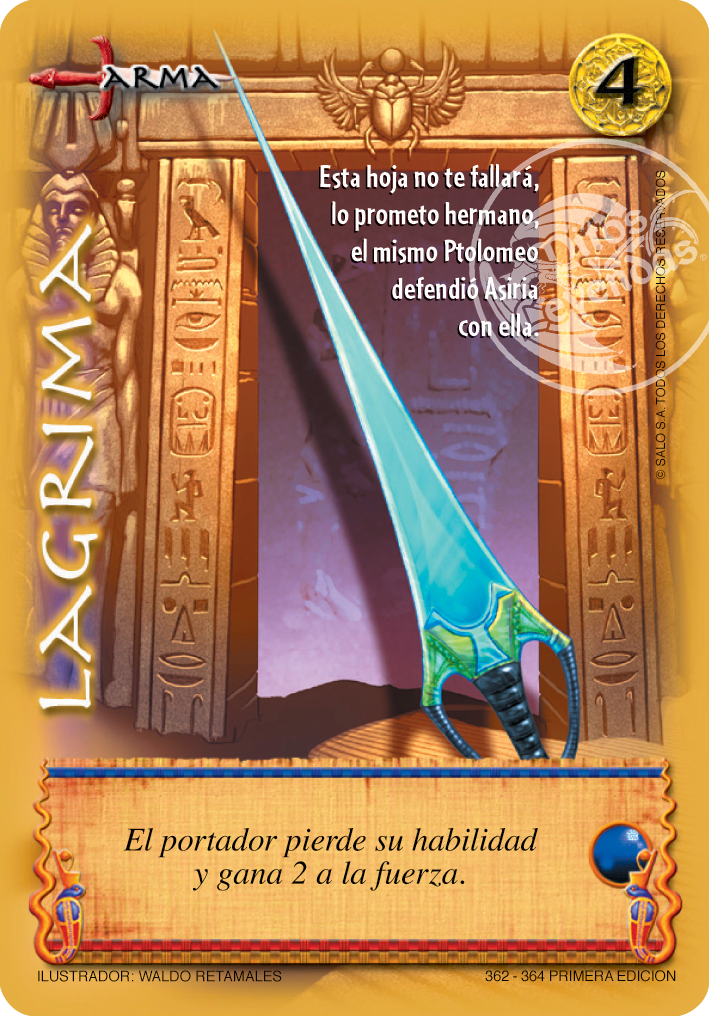 ARMA
4
Esta hoja no te fallará,
lo prometo hermano,
el mismo Ptolomeo
defendió Asiria
con ella.
Mitos
Leyendas
© SALO S.A. TODOS LOS DERECHOS RESERVADOS
LAGRIMA
El portador pierde su habilidad
y gana 2 a la fuerza.
ILUSTRADOR: WALDO RETAMALES
362 - 364 PRIMERA EDICION